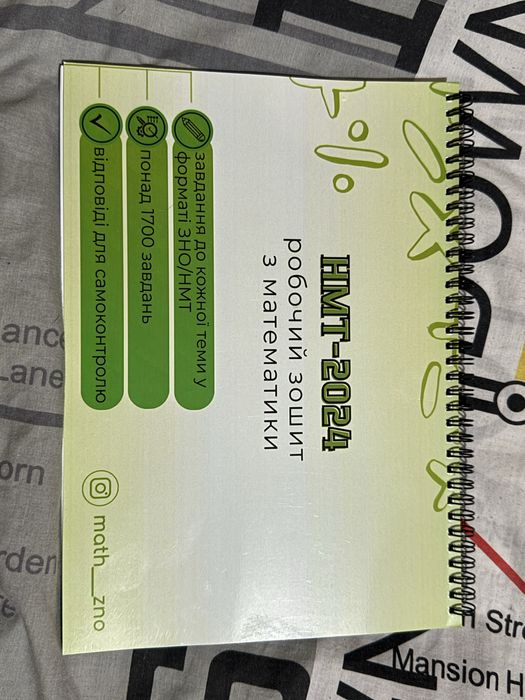 НМТ-2024
робочий зошит
з математики
завдання до кожної теми у
форматі ЗНО/НМТ
понад 1700 завдань
відповіді для самоконтролю
math__zno
Mansion H